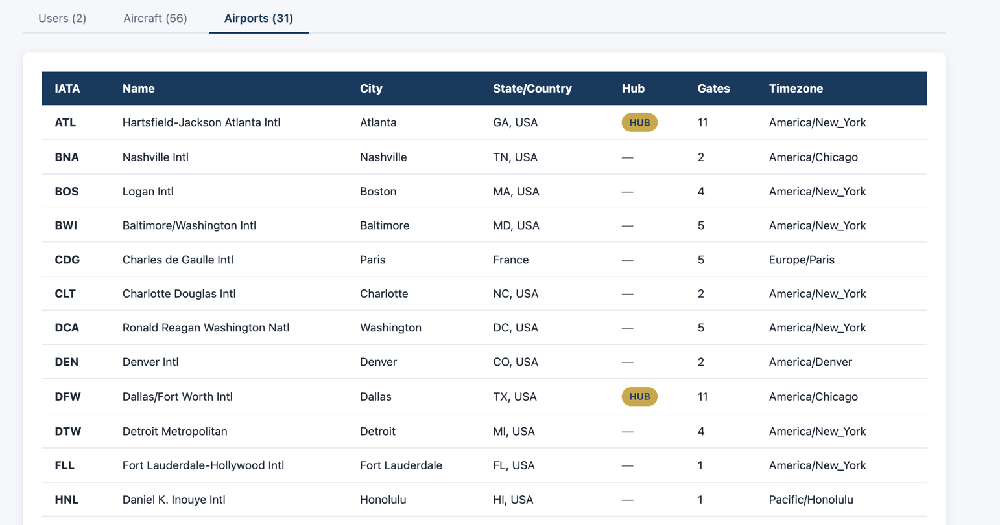 Users (2) Aircraft (56) Airports (31)
IATA Name City State/Country Hub Gates Timezone
ATL Hartsfield-Jackson Atlanta Intl Atlanta GA, USA HUB 11 America/New_York
BNA Nashville Intl Nashville TN, USA — 2 America/Chicago
BOS Logan Intl Boston MA, USA — 4 America/New_York
BWI Baltimore/Washington Intl Baltimore MD, USA — 5 America/New_York
CDG Charles de Gaulle Intl Paris France — 5 Europe/Paris
CLT Charlotte Douglas Intl Charlotte NC, USA — 2 America/New_York
DCA Ronald Reagan Washington Natl Washington DC, USA — 5 America/New_York
DEN Denver Intl Denver CO, USA — 2 America/Denver
DFW Dallas/Fort Worth Intl Dallas TX, USA HUB 11 America/Chicago
DTW Detroit Metropolitan Detroit MI, USA — 4 America/New_York
FLL Fort Lauderdale-Hollywood Intl Fort Lauderdale FL, USA — 1 America/New_York
HNL Daniel K. Inouye Intl Honolulu HI, USA — 1 Pacific/Honolulu